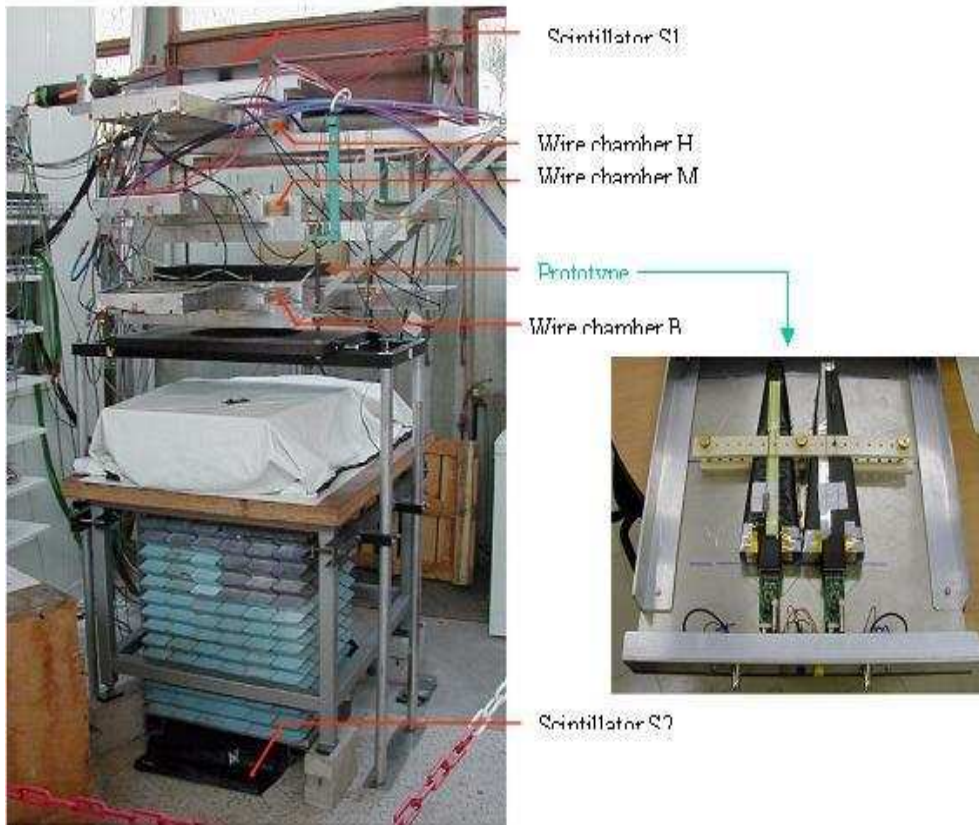 Scintillator S1
Wire chamber H
Wire chamber M
Prototype
Wire chamber B
Scintillator S2